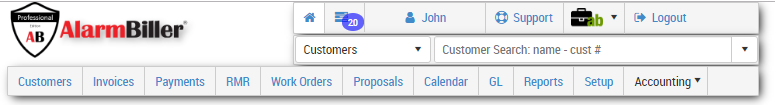 Professional
Edition
AB
AlarmBiller®
20
John
Support
ab
Logout
Customers
Customer Search: name - cust #
Customers
Invoices
Payments
RMR
Work Orders
Proposals
Calendar
GL
Reports
Setup
Accounting